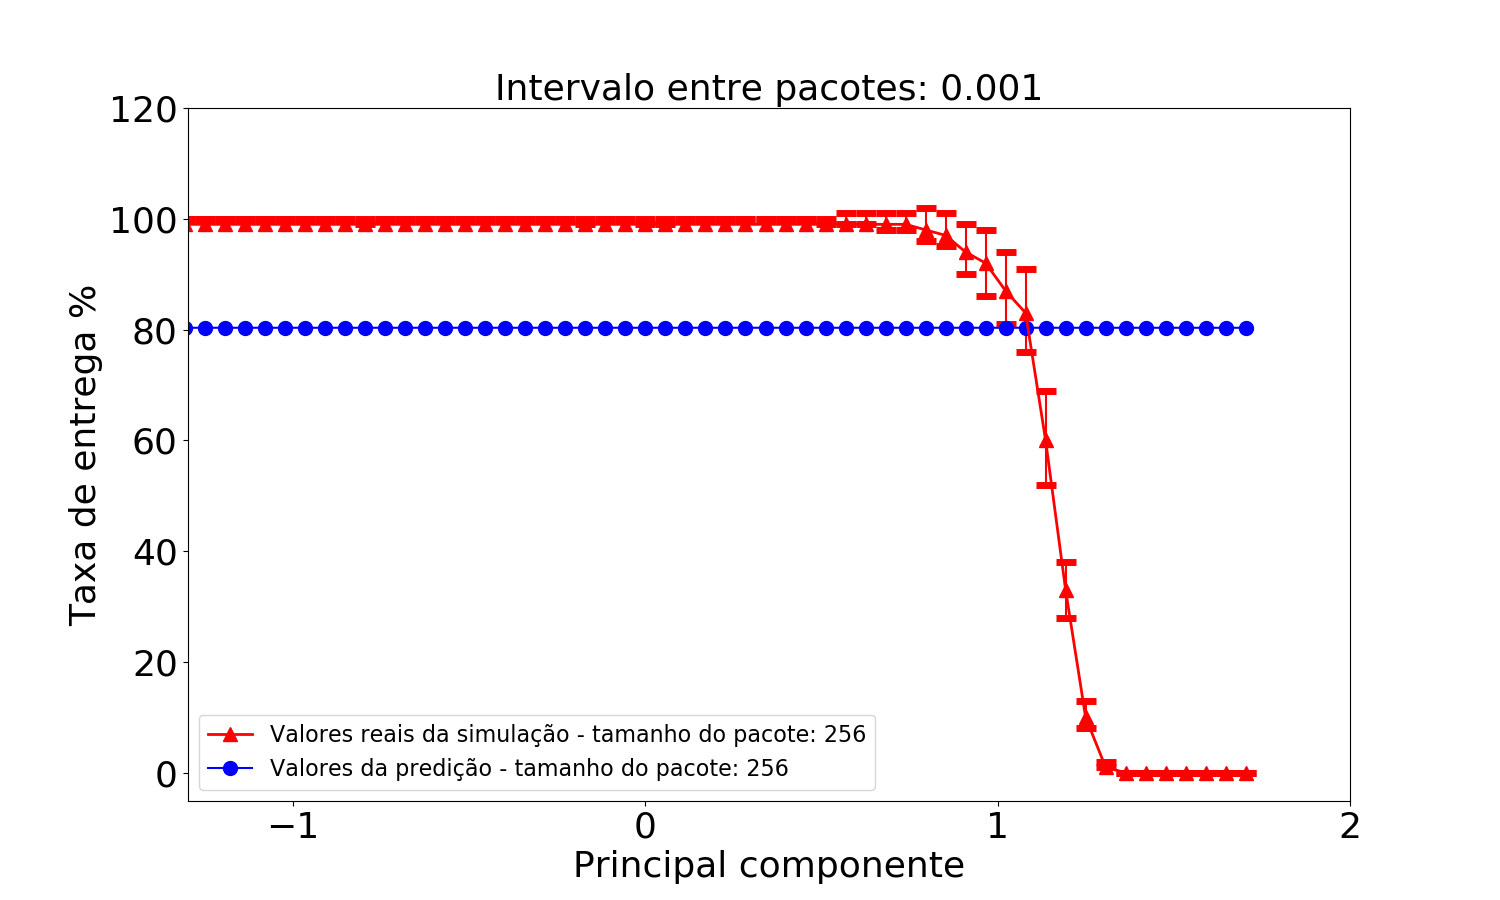 Intervalo entre pacotes: 0.001
120
100
80
60
40
20
0
Taxa de entrega %
Valores reais da simulação - tamanho do pacote: 256
Valores da predição - tamanho do pacote: 256
−1 0 1 2
Principal componente